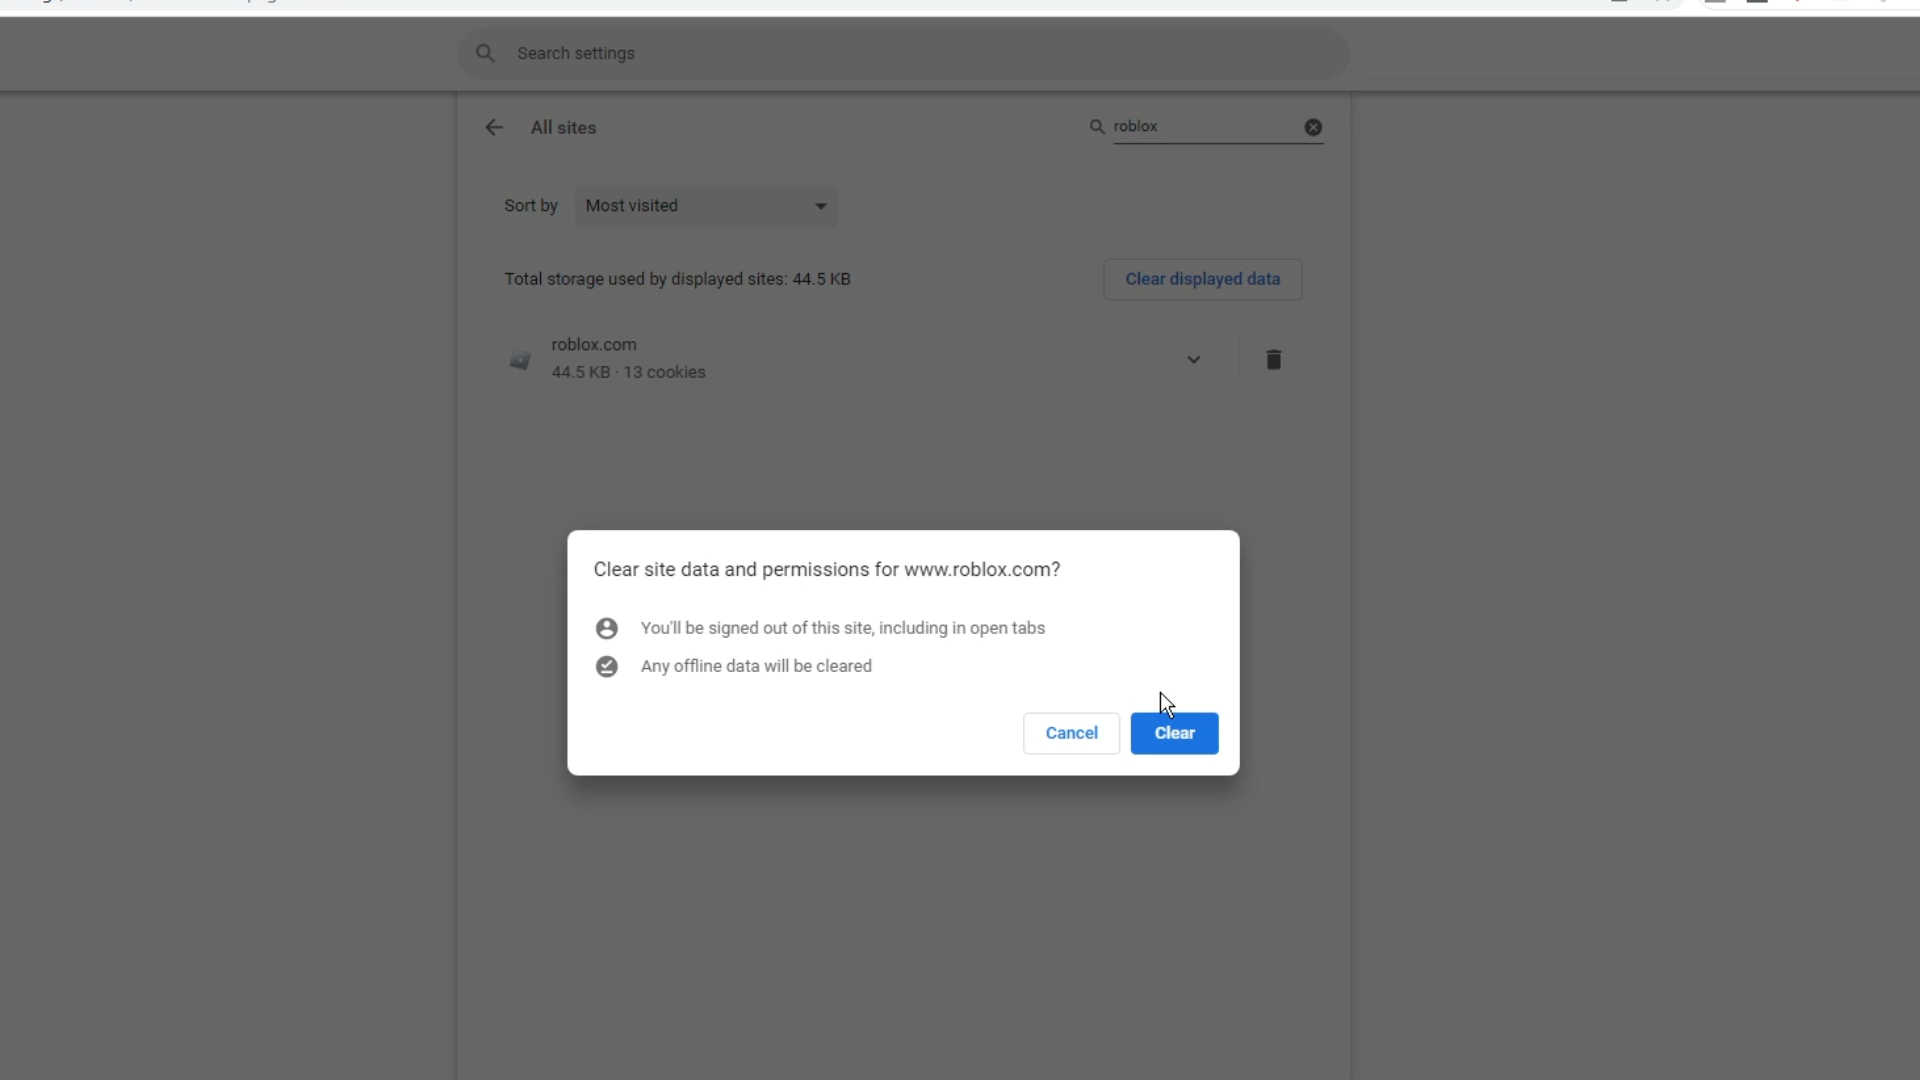 Search settings
All sites
roblox
Sort by
Most visited
Total storage used by displayed sites: 44.5 KB
Clear displayed data
roblox.com
44.5 KB · 13 cookies
Clear site data and permissions for www.roblox.com?
You'll be signed out of this site, including in open tabs
Any offline data will be cleared
Cancel
Clear